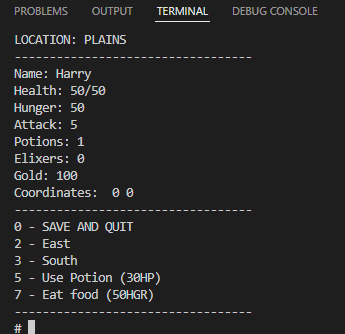 PROBLEMS OUTPUT TERMINAL DEBUG CONSOLE
LOCATION: PLAINS
----------------------------------
Name: Harry
Health: 50/50
Hunger: 50
Attack: 5
Potions: 1
Elixers: 0
Gold: 100
Coordinates:  0 0
----------------------------------
0 - SAVE AND QUIT
2 - East
3 - South
5 - Use Potion (30HP)
7 - Eat food (50HGR)
----------------------------------
#